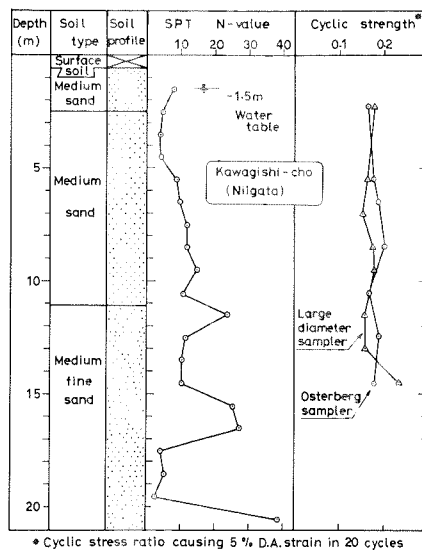 Depth (m)
Soil type
Soil profile
SPT N-value
10 20 30 40
Cyclic strength*
0.1 0.2
Surface soil
Medium sand
-1.5m
Water table
5
Kawagishi-cho
(Niigata)
Medium sand
10
Large diameter sampler
Medium fine sand
15
Osterberg sampler
20
* Cyclic stress ratio causing 5 % D.A. strain in 20 cycles